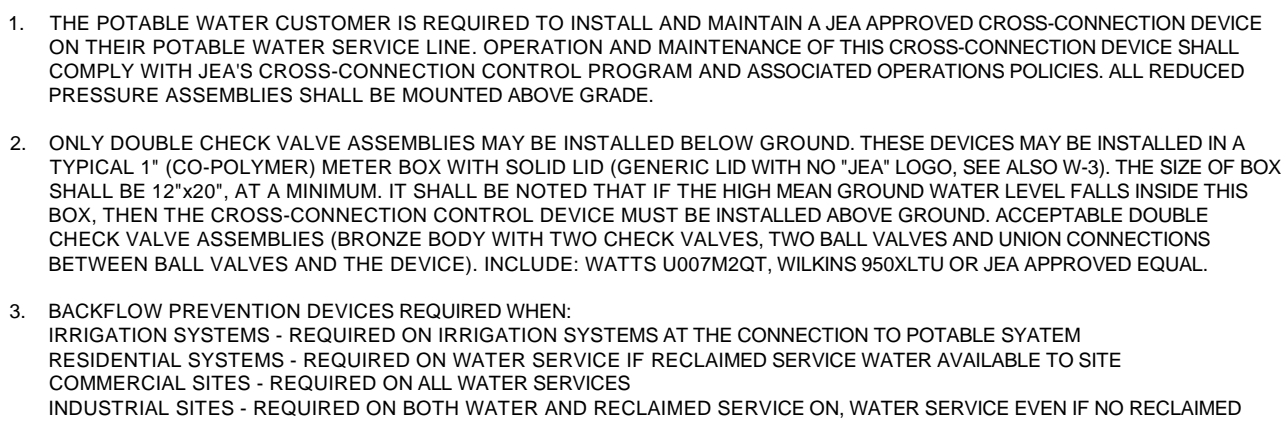 1. THE POTABLE WATER CUSTOMER IS REQUIRED TO INSTALL AND MAINTAIN A JEA APPROVED CROSS-CONNECTION DEVICE
ON THEIR POTABLE WATER SERVICE LINE. OPERATION AND MAINTENANCE OF THIS CROSS-CONNECTION DEVICE SHALL
COMPLY WITH JEA'S CROSS-CONNECTION CONTROL PROGRAM AND ASSOCIATED OPERATIONS POLICIES. ALL REDUCED
PRESSURE ASSEMBLIES SHALL BE MOUNTED ABOVE GRADE.
2. ONLY DOUBLE CHECK VALVE ASSEMBLIES MAY BE INSTALLED BELOW GROUND. THESE DEVICES MAY BE INSTALLED IN A
TYPICAL 1" (CO-POLYMER) METER BOX WITH SOLID LID (GENERIC LID WITH NO "JEA" LOGO, SEE ALSO W-3). THE SIZE OF BOX
SHALL BE 12"x20", AT A MINIMUM. IT SHALL BE NOTED THAT IF THE HIGH MEAN GROUND WATER LEVEL FALLS INSIDE THIS
BOX, THEN THE CROSS-CONNECTION CONTROL DEVICE MUST BE INSTALLED ABOVE GROUND. ACCEPTABLE DOUBLE
CHECK VALVE ASSEMBLIES (BRONZE BODY WITH TWO CHECK VALVES, TWO BALL VALVES AND UNION CONNECTIONS
BETWEEN BALL VALVES AND THE DEVICE). INCLUDE: WATTS U007M2QT, WILKINS 950XLTU OR JEA APPROVED EQUAL.
3. BACKFLOW PREVENTION DEVICES REQUIRED WHEN:
IRRIGATION SYSTEMS - REQUIRED ON IRRIGATION SYSTEMS AT THE CONNECTION TO POTABLE SYATEM
RESIDENTIAL SYSTEMS - REQUIRED ON WATER SERVICE IF RECLAIMED SERVICE WATER AVAILABLE TO SITE
COMMERCIAL SITES - REQUIRED ON ALL WATER SERVICES
INDUSTRIAL SITES - REQUIRED ON BOTH WATER AND RECLAIMED SERVICE ON, WATER SERVICE EVEN IF NO RECLAIMED